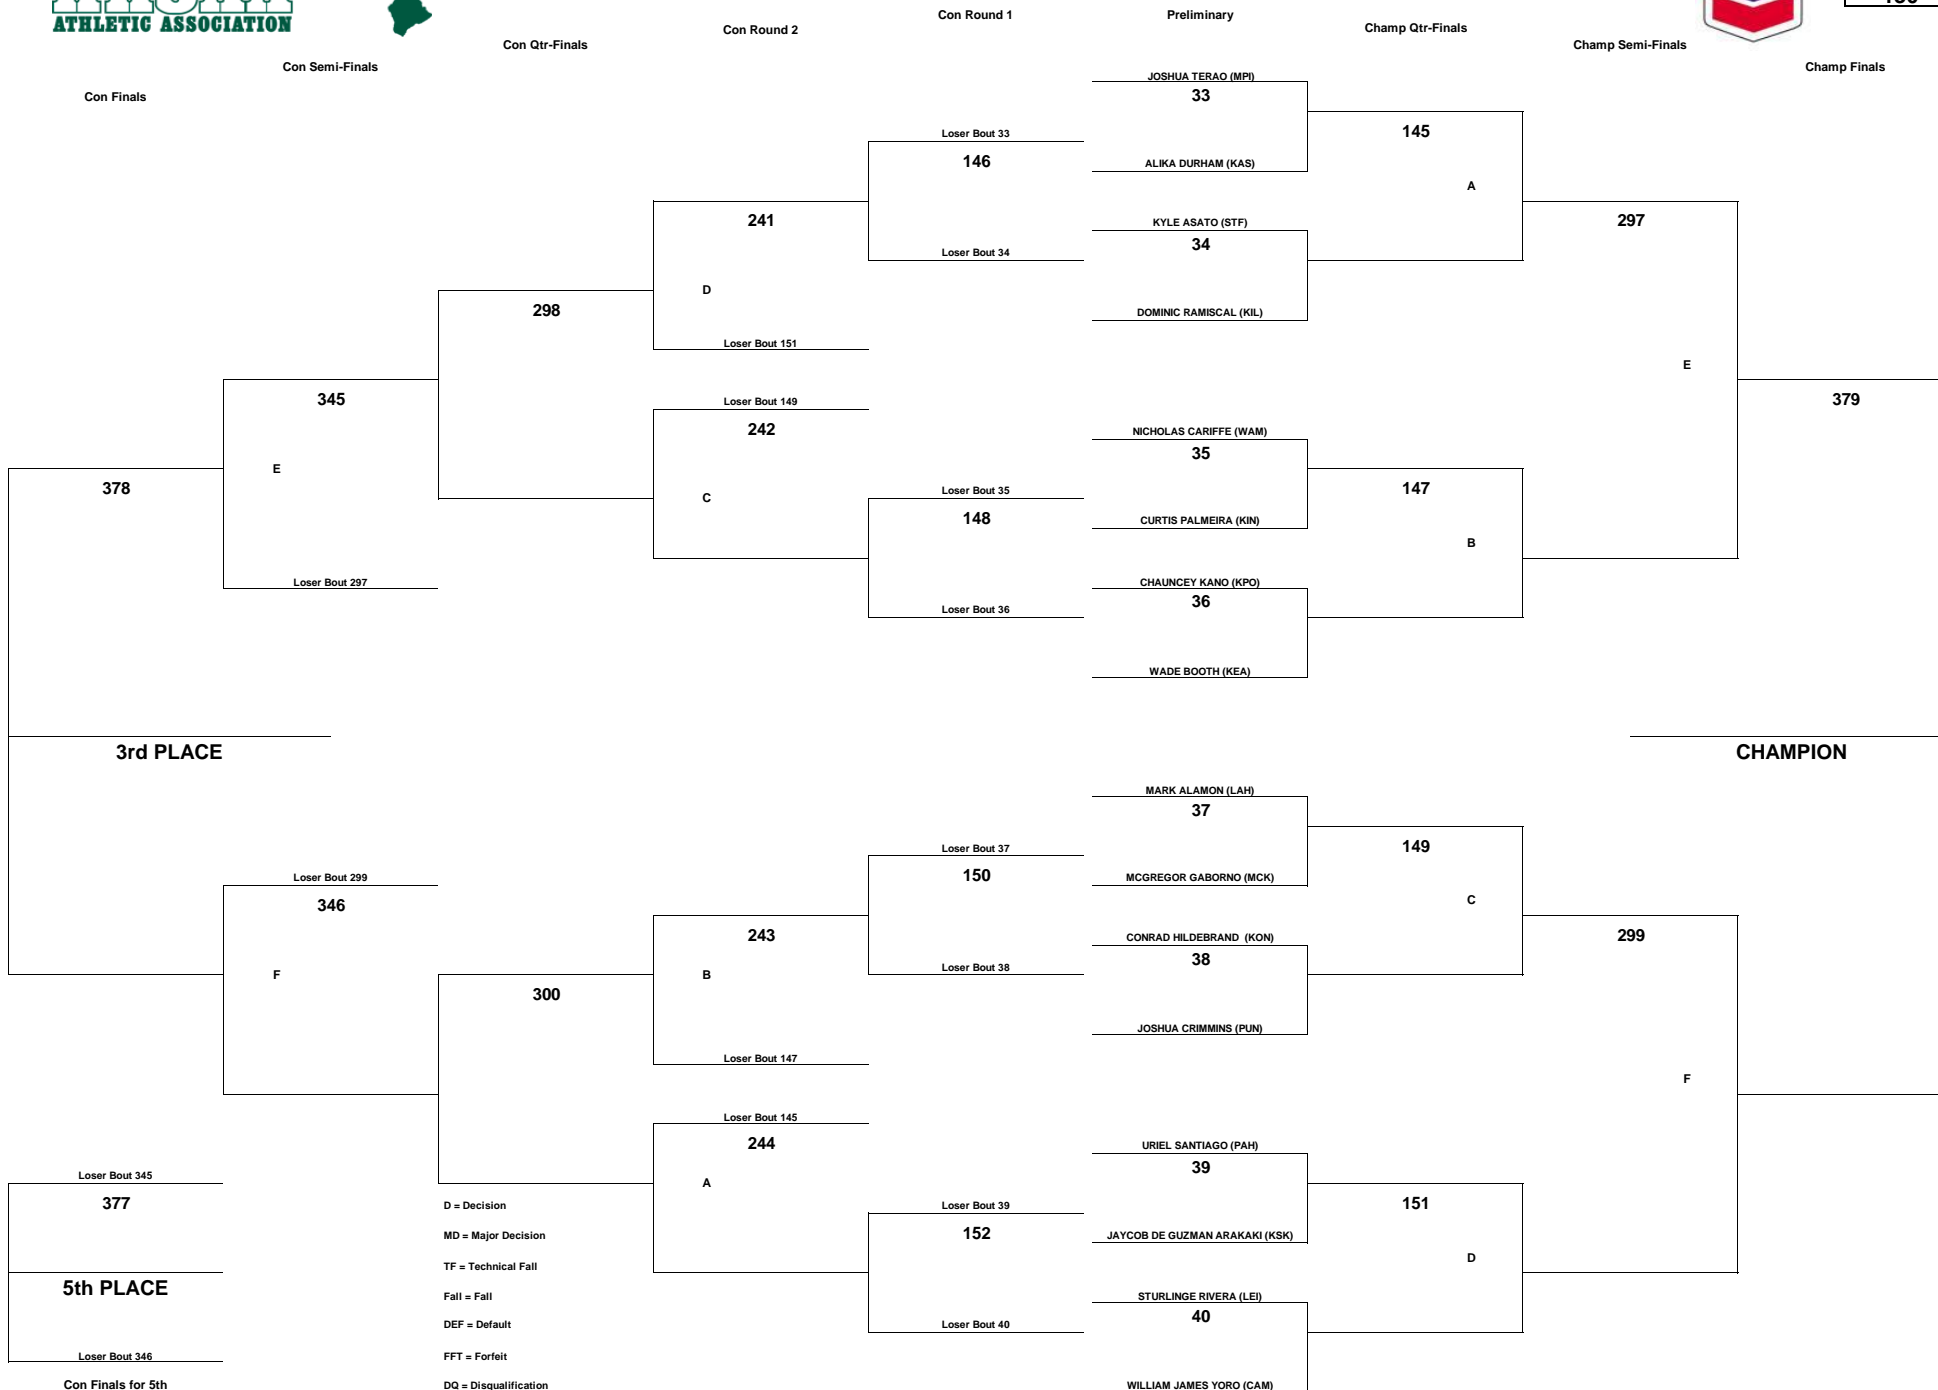 ATHLETIC ASSOCIATION
Con Round 1
Preliminary
Con Round 2
Champ Qtr-Finals
Con Qtr-Finals
Champ Semi-Finals
Con Semi-Finals
Champ Finals
Con Finals
JOSHUA TERAO (MPI)
33
Loser Bout 33
145
146
ALIKA DURHAM (KAS)
A
241
KYLE ASATO (STF)
297
34
Loser Bout 34
D
298
DOMINIC RAMISCAL (KIL)
Loser Bout 151
E
345
Loser Bout 149
379
242
NICHOLAS CARIFFE (WAM)
35
E
378
C
Loser Bout 35
147
148
CURTIS PALMEIRA (KIN)
B
Loser Bout 297
CHAUNCEY KANO (KPO)
36
Loser Bout 36
WADE BOOTH (KEA)
3rd PLACE
CHAMPION
MARK ALAMON (LAH)
37
Loser Bout 37
149
Loser Bout 299
150
MCGREGOR GABORNO (MCK)
346
C
243
CONRAD HILDEBRAND (KON)
299
38
Loser Bout 38
F
B
300
JOSHUA CRIMMINS (PUN)
Loser Bout 147
F
Loser Bout 145
244
URIEL SANTIAGO (PAH)
39
Loser Bout 345
A
377
D = Decision
Loser Bout 39
151
152
MD = Major Decision
JAYCOB DE GUZMAN ARAKAKI (KSK)
D
TF = Technical Fall
5th PLACE
Fall = Fall
STURLINGE RIVERA (LEI)
40
DEF = Default
Loser Bout 40
Loser Bout 346
FFT = Forfeit
Con Finals for 5th
DQ = Disqualification
WILLIAM JAMES YORO (CAM)